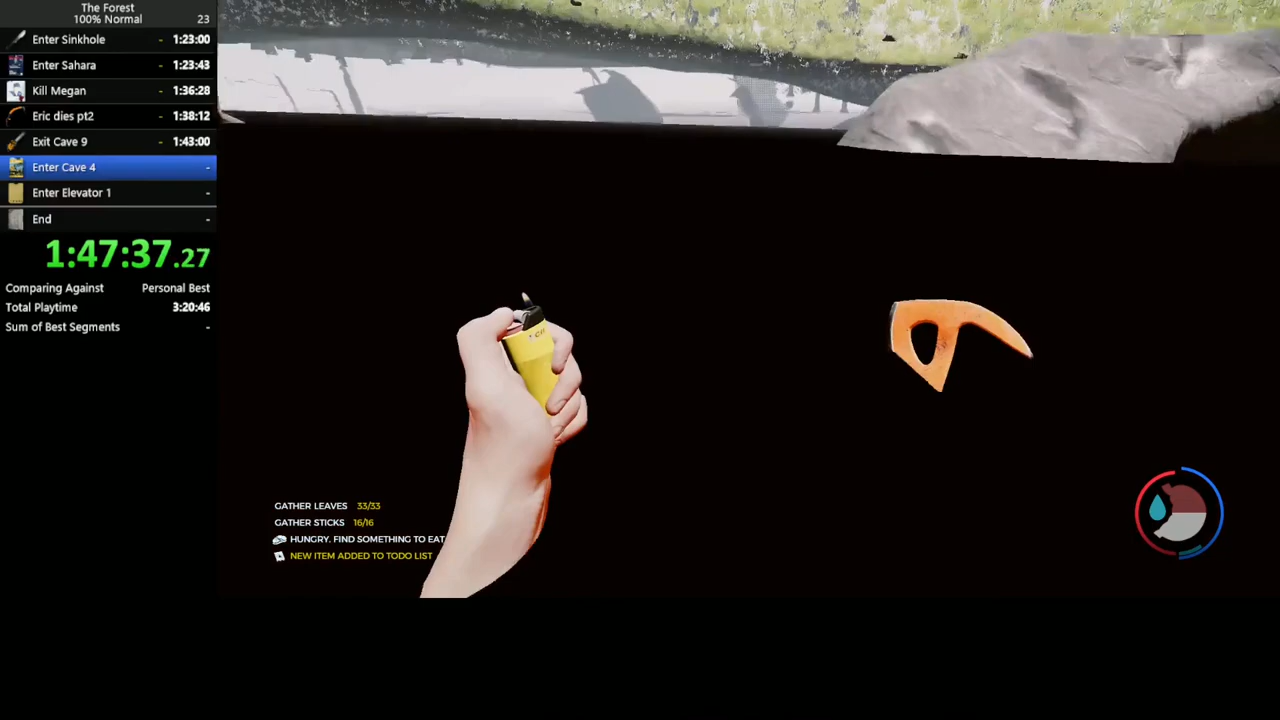 The Forest
100% Normal 23
Enter Sinkhole - 1:23:00
Enter Sahara - 1:23:43
Kill Megan - 1:36:28
Eric dies pt2 - 1:38:12
Exit Cave 9 - 1:43:00
Enter Cave 4 -
Enter Elevator 1 -
End -
1:47:37.27
Comparing Against Personal Best
Total Playtime 3:20:46
Sum of Best Segments -
GATHER LEAVES 33/33
GATHER STICKS 16/16
HUNGRY, FIND SOMETHING TO EAT
NEW ITEM ADDED TO TODO LIST